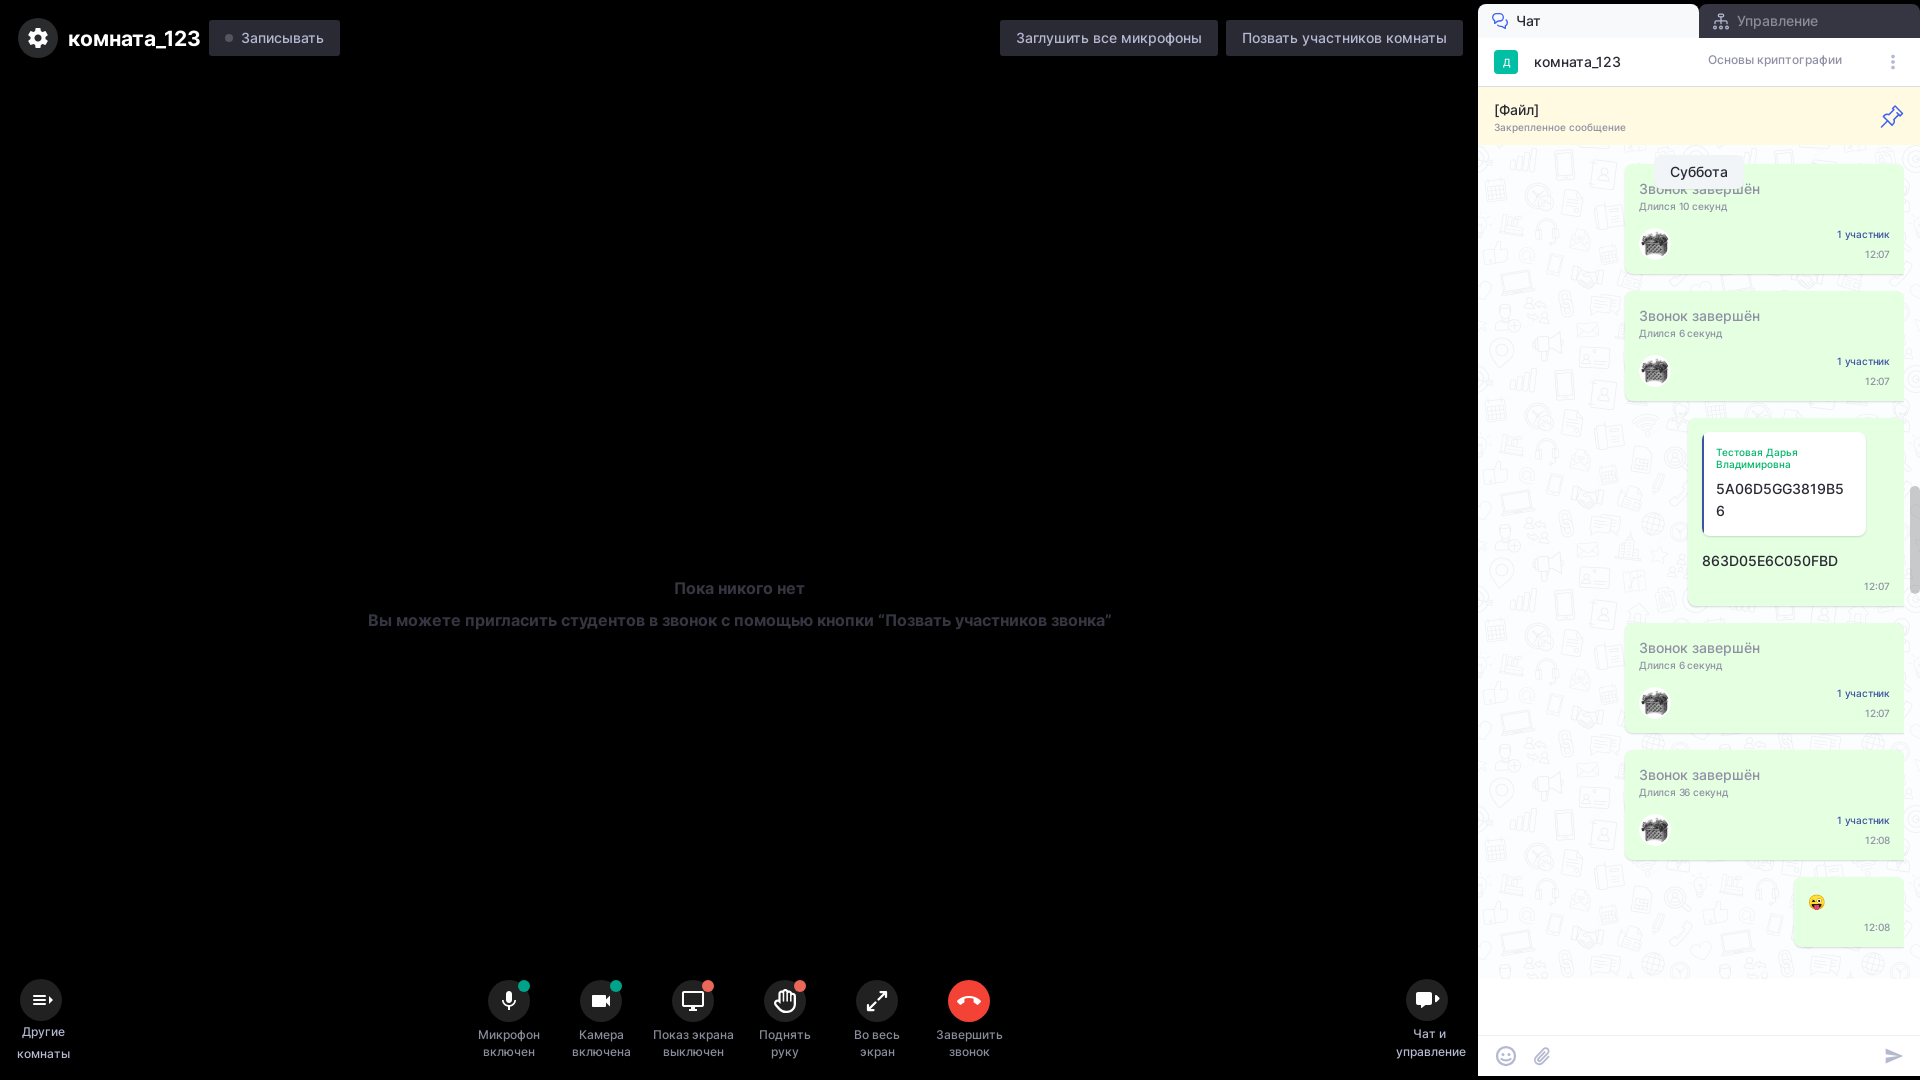 комната_123
Записывать
Заглушить все микрофоны
Позвать участников комнаты
Чат
Управление
Д
комната_123
Основы криптографии
[Файл]
Закрепленное сообщение
Суббота
Звонок завершён
Длился 10 секунд
1 участник
12:07
Звонок завершён
Длился 6 секунд
1 участник
12:07
Тестовая Дарья
Владимировна
5A06D5GG3819B5
6
863D05E6C050FBD
12:07
Звонок завершён
Длился 6 секунд
1 участник
12:07
Звонок завершён
Длился 36 секунд
1 участник
12:08
😜
12:08
Пока никого нет
Вы можете пригласить студентов в звонок с помощью кнопки “Позвать участников звонка”
Другие
комнаты
Микрофон
включен
Камера
включена
Показ экрана
выключен
Поднять
руку
Во весь
экран
Завершить
звонок
Чат и
управление